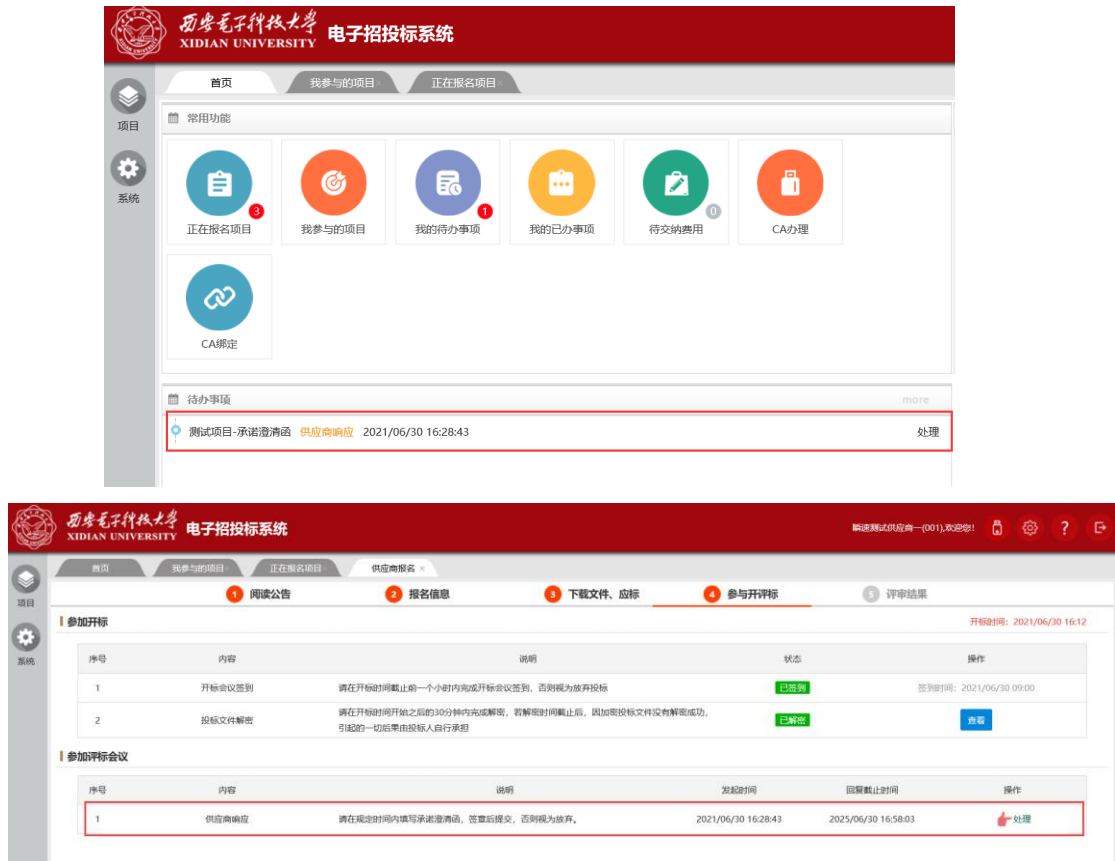 西安电子科技大学
XIDIAN UNIVERSITY
电子招投标系统
首页 我参与的项目× 正在报名项目×
项目
系统
常用功能
3 1 0
正在报名项目 我参与的项目 我的待办事项 我的已办事项 待交纳费用 CA办理
CA绑定
待办事项 more
测试项目-承诺澄清函 供应商响应 2021/06/30 16:28:43 处理
西安电子科技大学
XIDIAN UNIVERSITY
电子招投标系统
瞬速测试供应商一(001),欢迎您! ?
首页 我参与的项目× 正在报名项目× 供应商报名 ×
项目
系统
1 阅读公告 2 报名信息 3 下载文件、应标 4 参与开评标 5 评审结果
参加开标 开标时间：2021/06/30 16:12
序号 内容 说明 状态 操作
1 开标会议签到 请在开标时间截止前一个小时内完成开标会议签到，否则视为放弃投标 已签到 签到时间：2021/06/30 09:00
2 投标文件解密 请在开标时间开始之后的30分钟内完成解密，若解密时间截止后，因加密投标文件没有解密成功，
引起的一切后果由投标人自行承担 已解密 查看
参加评标会议
序号 内容 说明 发起时间 回复截止时间 操作
1 供应商响应 请在规定时间内填写承诺澄清函，签章后提交，否则视为放弃。 2021/06/30 16:28:43 2025/06/30 16:58:03 处理